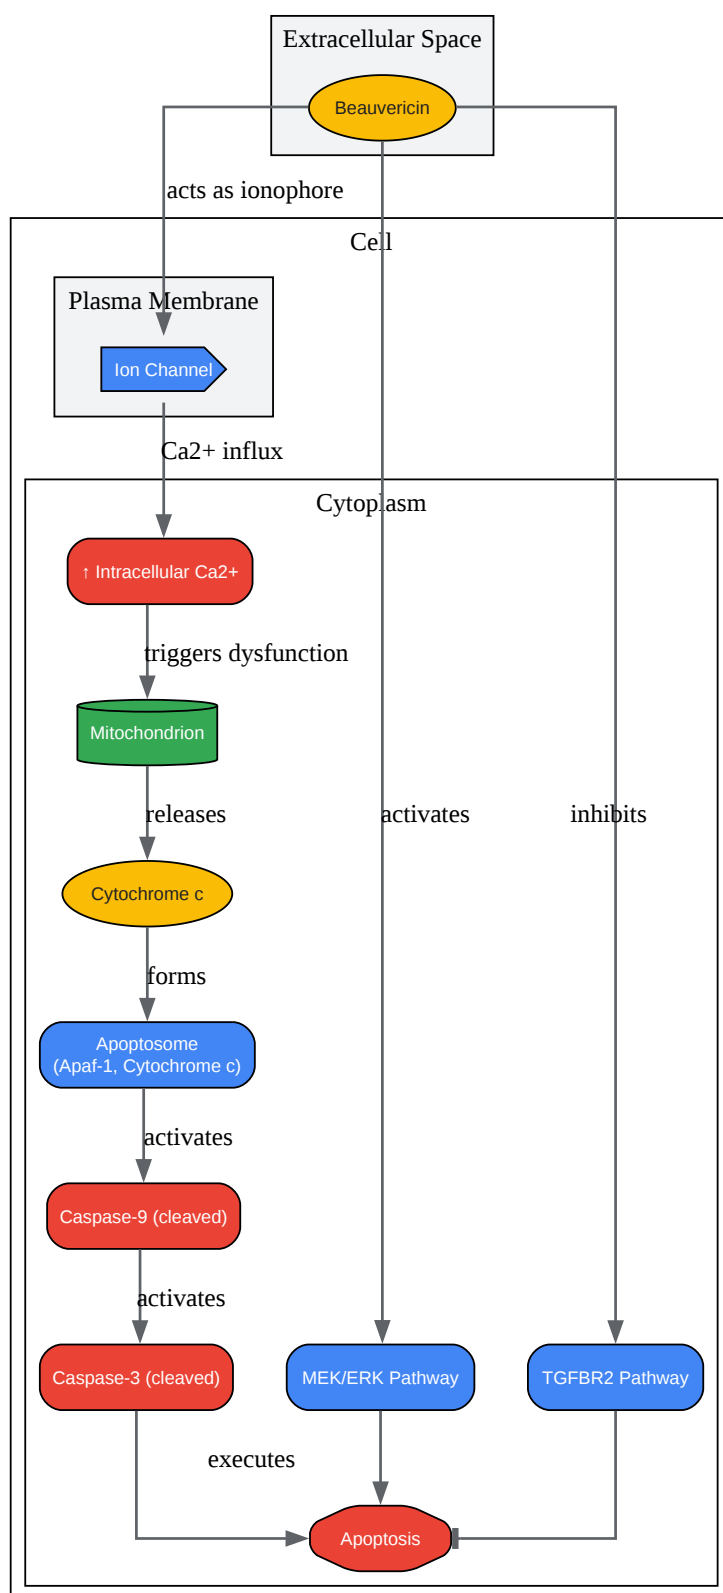 Extracellular Space
Beauvericin
acts as ionophore
Cell
Plasma Membrane
Ion Channel
Ca2+ influx
Cytoplasm
↑ Intracellular Ca2+
triggers dysfunction
Mitochondrion
releases
activates
inhibits
Cytochrome c
forms
Apoptosome
(Apaf-1, Cytochrome c)
activates
Caspase-9 (cleaved)
activates
Caspase-3 (cleaved)
MEK/ERK Pathway
TGFBR2 Pathway
executes
Apoptosis